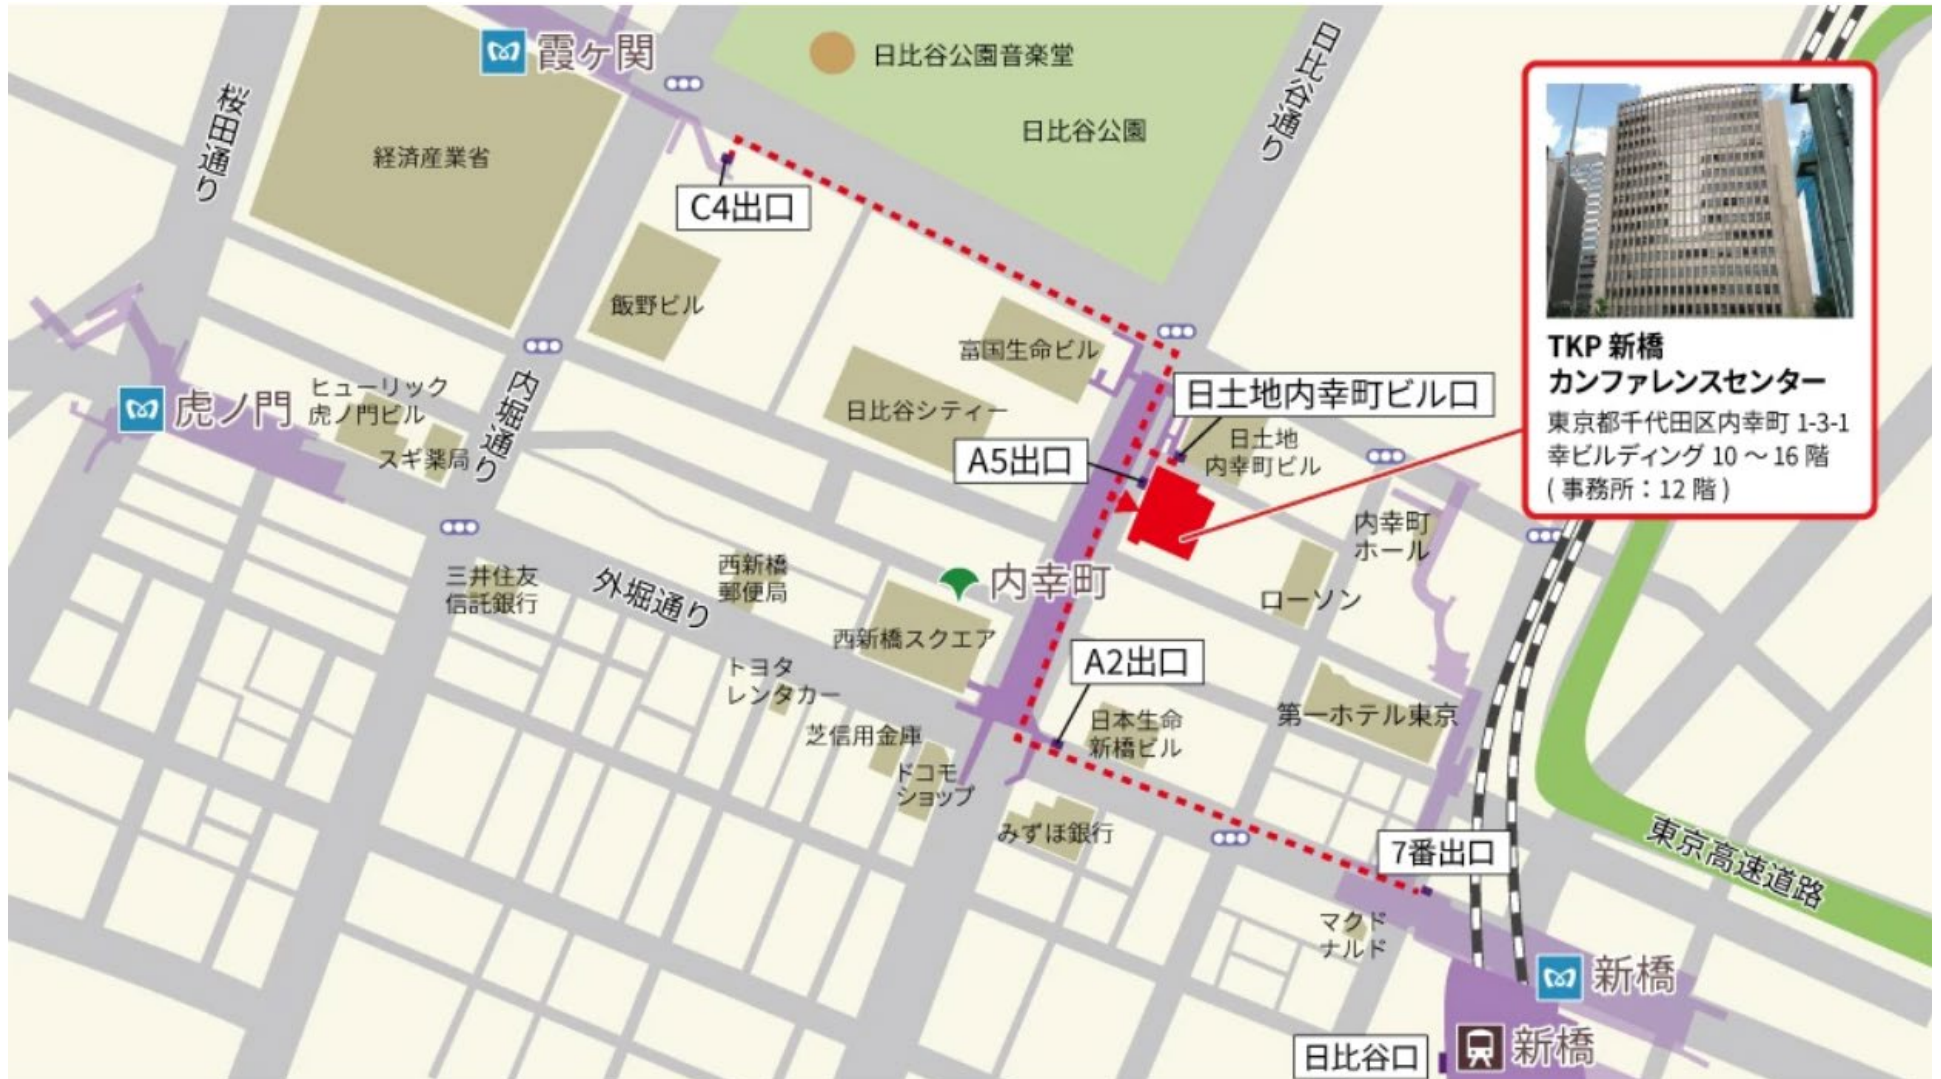 霞ケ関
日比谷公園音楽堂
日比谷公園
日比谷通り
桜田通り
経済産業省
C4出口
飯野ビル
富国生命ビル
TKP 新橋
カンファレンスセンター
東京都千代田区内幸町 1-3-1
幸ビルディング 10 〜 16 階
( 事務所：12 階 )
虎ノ門
ヒューリック
虎ノ門ビル
スギ薬局
内堀通り
日比谷シティー
日土地内幸町ビル口
日土地
内幸町ビル
A5出口
内幸町
ホール
三井住友
信託銀行
外堀通り
西新橋
郵便局
内幸町
ローソン
西新橋スクエア
A2出口
トヨタ
レンタカー
芝信用金庫
ドコモ
ショップ
日本生命
新橋ビル
第一ホテル東京
みずほ銀行
7番出口
東京高速道路
マクド
ナルド
新橋
新橋
日比谷口